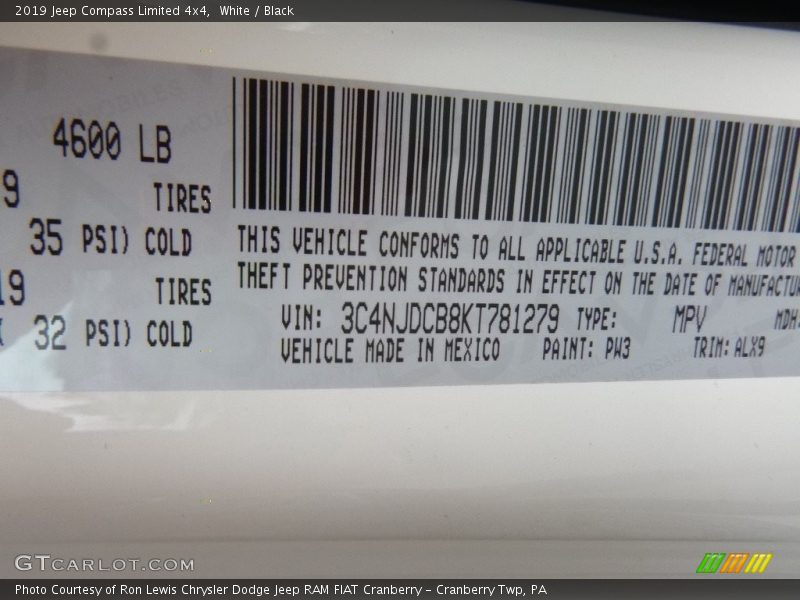 2019 Jeep Compass Limited 4x4,  White / Black
4600 LB
9 TIRES
35 PSI) COLD
19 TIRES
32 PSI) COLD
THIS VEHICLE CONFORMS TO ALL APPLICABLE U.S.A. FEDERAL MOTOR
THEFT PREVENTION STANDARDS IN EFFECT ON THE DATE OF MANUFACTU
VIN: 3C4NJDCB8KT781279 TYPE: MPV MDH:
VEHICLE MADE IN MEXICO PAINT: PW3 TRIM: ALX9
GTCARLOT.COM
Photo Courtesy of Ron Lewis Chrysler Dodge Jeep RAM FIAT Cranberry – Cranberry Twp, PA